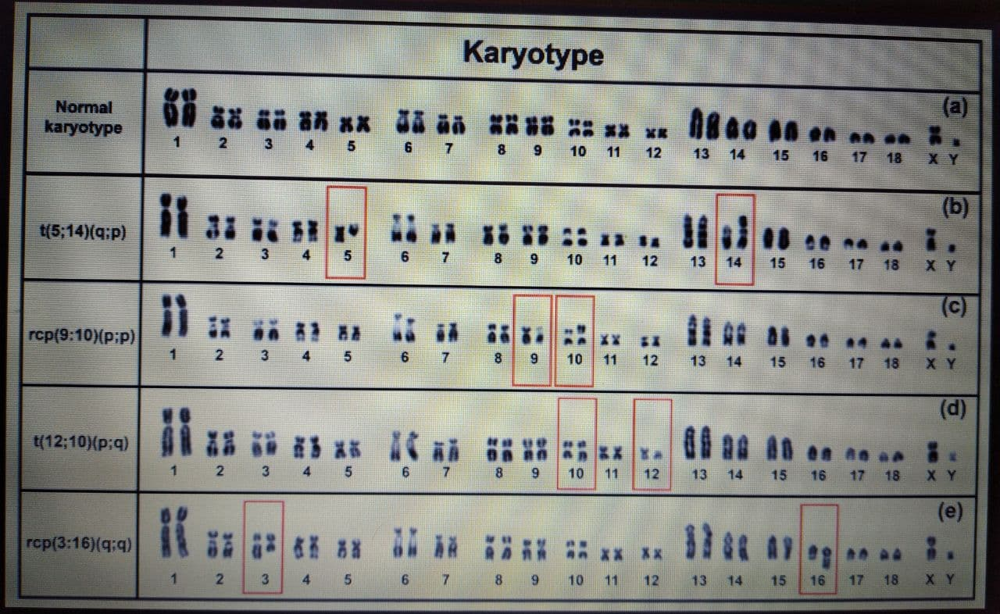 Karyotype
Normal
karyotype
(a)
1 2 3 4 5 6 7 8 9 10 11 12 13 14 15 16 17 18 X Y
t(5;14)(q;p)
(b)
1 2 3 4 5 6 7 8 9 10 11 12 13 14 15 16 17 18 X Y
rcp(9:10)(p;p)
(c)
1 2 3 4 5 6 7 8 9 10 11 12 13 14 15 16 17 18 X Y
t(12;10)(p;q)
(d)
1 2 3 4 5 6 7 8 9 10 11 12 13 14 15 16 17 18 X Y
rcp(3:16)(q;q)
(e)
1 2 3 4 5 6 7 8 9 10 11 12 13 14 15 16 17 18 X Y